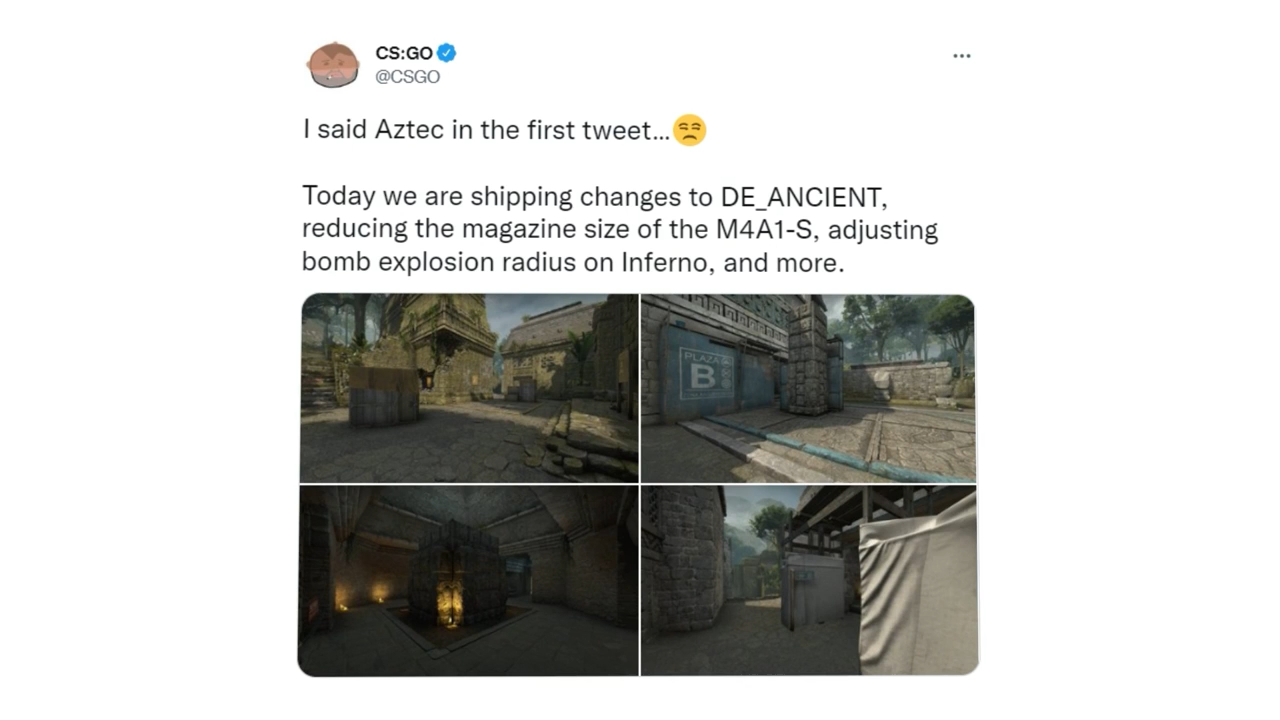 CS:GO
@CSGO
I said Aztec in the first tweet...😒
Today we are shipping changes to DE_ANCIENT,
reducing the magazine size of the M4A1-S, adjusting
bomb explosion radius on Inferno, and more.
PLAZA
B